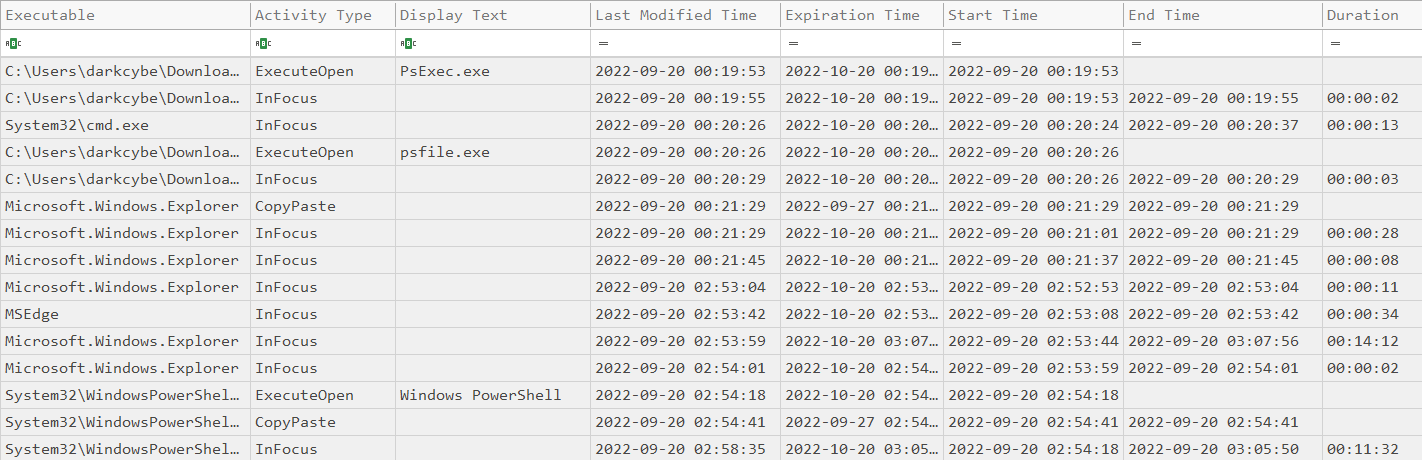 Executable Activity Type Display Text Last Modified Time Expiration Time Start Time End Time Duration
ABC ABC ABC = = = = =
C:\Users\darkcybe\Downloa… ExecuteOpen PsExec.exe 2022-09-20 00:19:53 2022-10-20 00:19… 2022-09-20 00:19:53
C:\Users\darkcybe\Downloa… InFocus 2022-09-20 00:19:55 2022-10-20 00:19… 2022-09-20 00:19:53 2022-09-20 00:19:55 00:00:02
System32\cmd.exe InFocus 2022-09-20 00:20:26 2022-10-20 00:20… 2022-09-20 00:20:24 2022-09-20 00:20:37 00:00:13
C:\Users\darkcybe\Downloa… ExecuteOpen psfile.exe 2022-09-20 00:20:26 2022-10-20 00:20… 2022-09-20 00:20:26
C:\Users\darkcybe\Downloa… InFocus 2022-09-20 00:20:29 2022-10-20 00:20… 2022-09-20 00:20:26 2022-09-20 00:20:29 00:00:03
Microsoft.Windows.Explorer CopyPaste 2022-09-20 00:21:29 2022-09-27 00:21… 2022-09-20 00:21:29 2022-09-20 00:21:29
Microsoft.Windows.Explorer InFocus 2022-09-20 00:21:29 2022-10-20 00:21… 2022-09-20 00:21:01 2022-09-20 00:21:29 00:00:28
Microsoft.Windows.Explorer InFocus 2022-09-20 00:21:45 2022-10-20 00:21… 2022-09-20 00:21:37 2022-09-20 00:21:45 00:00:08
Microsoft.Windows.Explorer InFocus 2022-09-20 02:53:04 2022-10-20 02:53… 2022-09-20 02:52:53 2022-09-20 02:53:04 00:00:11
MSEdge InFocus 2022-09-20 02:53:42 2022-10-20 02:53… 2022-09-20 02:53:08 2022-09-20 02:53:42 00:00:34
Microsoft.Windows.Explorer InFocus 2022-09-20 02:53:59 2022-10-20 03:07… 2022-09-20 02:53:44 2022-09-20 03:07:56 00:14:12
Microsoft.Windows.Explorer InFocus 2022-09-20 02:54:01 2022-10-20 02:54… 2022-09-20 02:53:59 2022-09-20 02:54:01 00:00:02
System32\WindowsPowerShel… ExecuteOpen Windows PowerShell 2022-09-20 02:54:18 2022-10-20 02:54… 2022-09-20 02:54:18
System32\WindowsPowerShel… CopyPaste 2022-09-20 02:54:41 2022-09-27 02:54… 2022-09-20 02:54:41 2022-09-20 02:54:41
System32\WindowsPowerShel… InFocus 2022-09-20 02:58:35 2022-10-20 03:05… 2022-09-20 02:54:18 2022-09-20 03:05:50 00:11:32